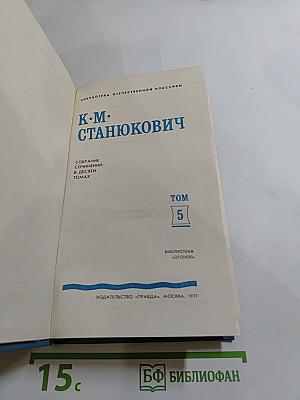 БИБЛИОТЕКА ОТЕЧЕСТВЕННОЙ КЛАССИКИ
К·М·
СТАНЮКОВИЧ
СОБРАНИЕ
СОЧИНЕНИЙ
В ДЕСЯТИ
ТОМАХ
ТОМ
5
БИБЛИОТЕКА
«ОГОНЕК»
ИЗДАТЕЛЬСТВО «ПРАВДА». МОСКВА, 1977
15с
БФ БИБЛИОФАН